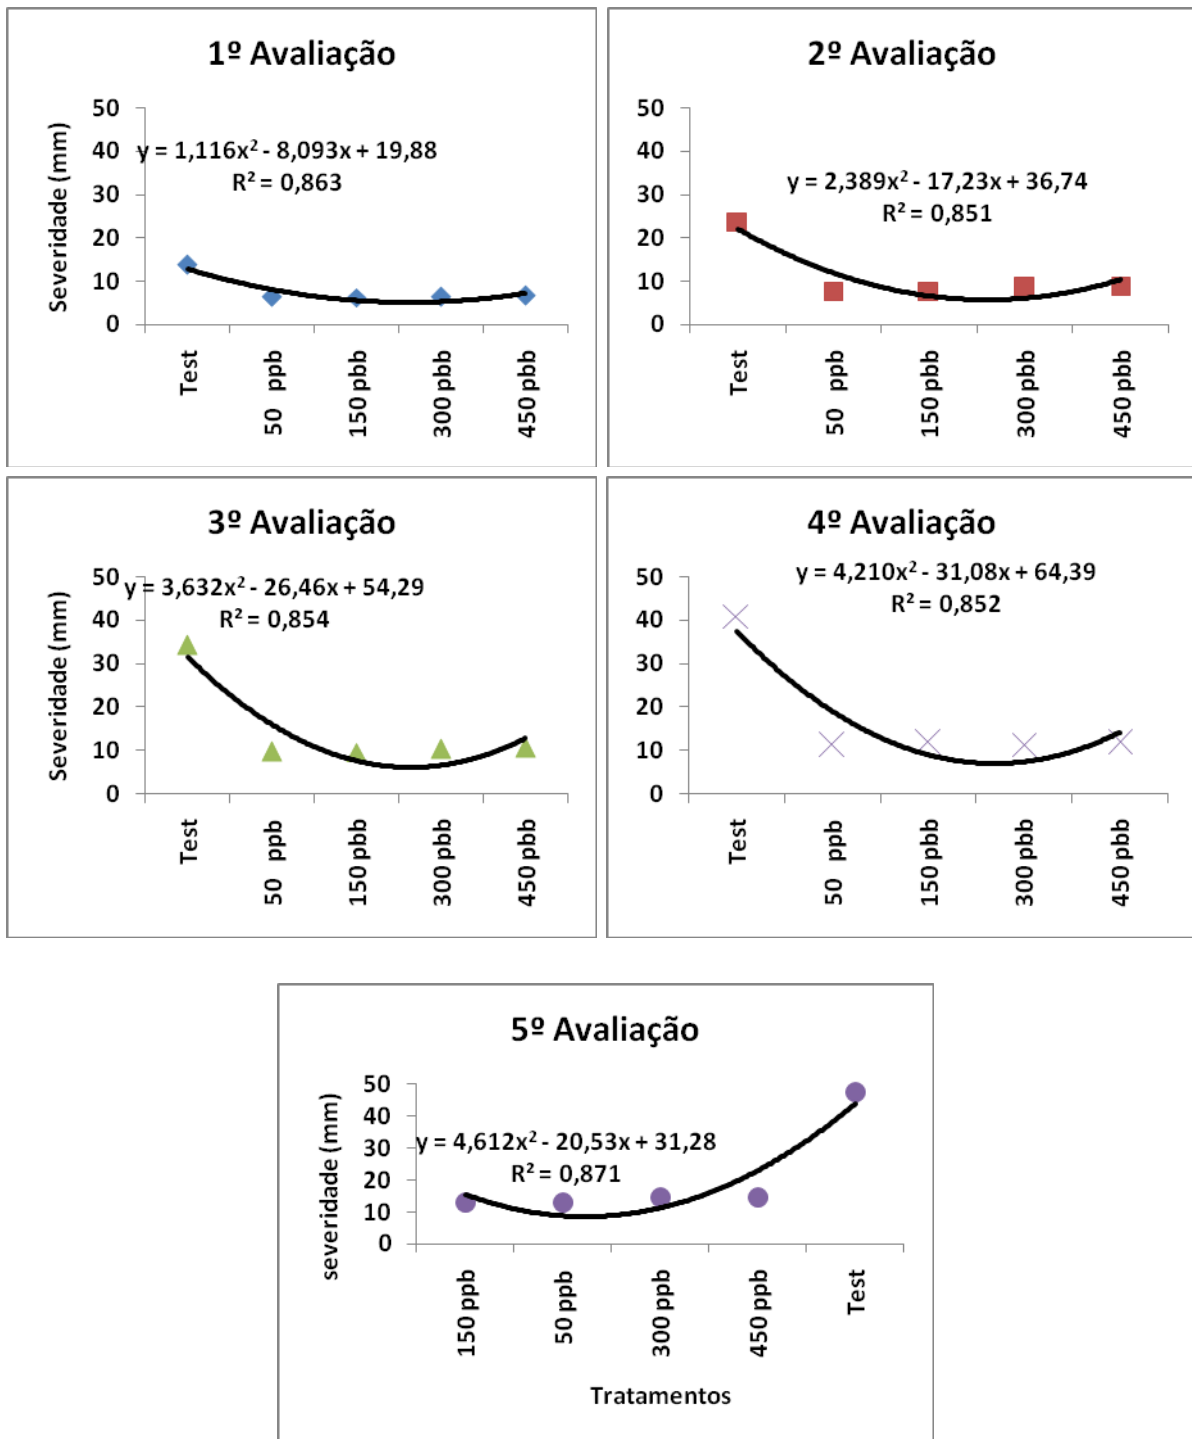 1º Avaliação
Severidade (mm)
50
40
30
20
10
0
y = 1,116x² - 8,093x + 19,88
R² = 0,863
Test
50 ppb
150 pbb
300 pbb
450 pbb
2º Avaliação
50
40
30
20
10
0
y = 2,389x² - 17,23x + 36,74
R² = 0,851
Test
50 ppb
150 pbb
300 pbb
450 pbb
3º Avaliação
Severidade (mm)
50
40
30
20
10
0
y = 3,632x² - 26,46x + 54,29
R² = 0,854
Test
50 ppb
150 pbb
300 pbb
450 pbb
4º Avaliação
50
40
30
20
10
0
y = 4,210x² - 31,08x + 64,39
R² = 0,852
Test
50 ppb
150 pbb
300 pbb
450 pbb
5º Avaliação
severidade (mm)
50
40
30
20
10
0
y = 4,612x² - 20,53x + 31,28
R² = 0,871
150 ppb
50 ppb
300 ppb
450 ppb
Test
Tratamentos